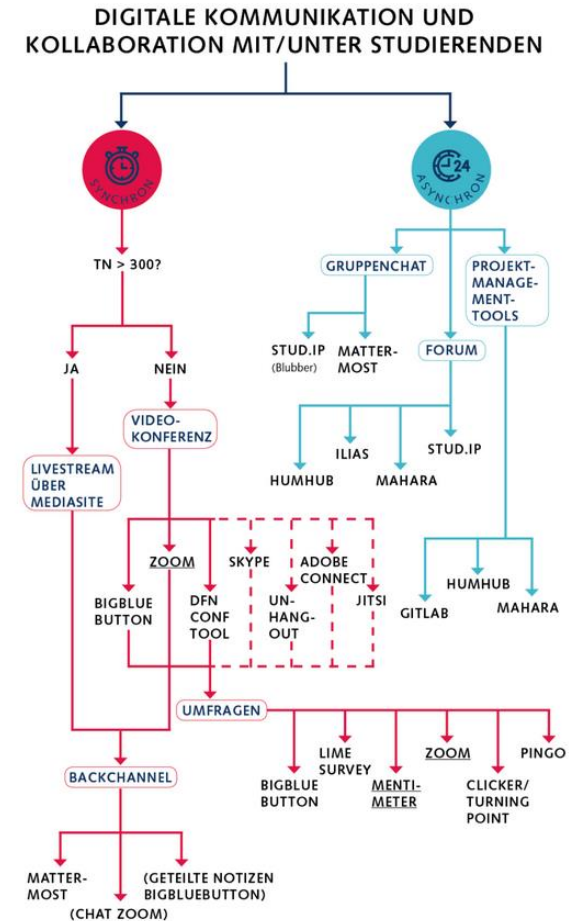 DIGITALE KOMMUNIKATION UND
KOLLABORATION MIT/UNTER STUDIERENDEN
SYNCHRON
24
ASYNCHRON
TN > 300?
JA
NEIN
VIDEO-
KONFERENZ
LIVESTREAM
ÜBER
MEDIASITE
GRUPPENCHAT
PROJEKT-
MANAGE-
MENT-
TOOLS
STUD.IP
(Blubber)
MATTER-
MOST
FORUM
HUMHUB
ILIAS
MAHARA
STUD.IP
GITLAB
HUMHUB
MAHARA
BIGBLUE
BUTTON
ZOOM
DFN
CONF
TOOL
SKYPE
UN-
HANG-
OUT
ADOBE
CONNECT
JITSI
UMFRAGEN
BIGBLUE
BUTTON
LIME
SURVEY
MENTI-
METER
ZOOM
CLICKER/
TURNING
POINT
PINGO
BACKCHANNEL
MATTER-
MOST
(CHAT ZOOM)
(GETEILTE NOTIZEN
BIGBLUEBUTTON)